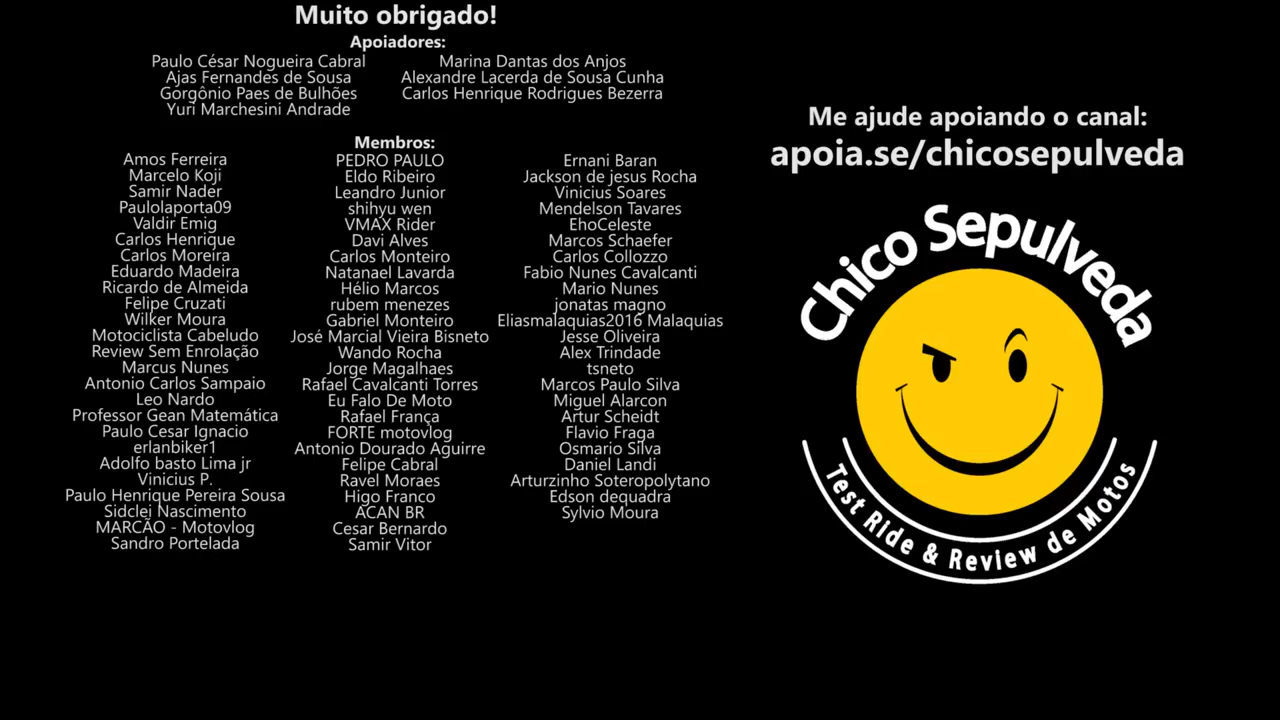 Muito obrigado!
Apoiadores:
Paulo César Nogueira Cabral
Ajas Fernandes de Sousa
Gorgônio Paes de Bulhões
Yuri Marchesini Andrade
Marina Dantas dos Anjos
Alexandre Lacerda de Sousa Cunha
Carlos Henrique Rodrigues Bezerra
Membros:
Amos Ferreira
Marcelo Koji
Samir Nader
Paulolaporta09
Valdir Emig
Carlos Henrique
Carlos Moreira
Eduardo Madeira
Ricardo de Almeida
Felipe Cruzati
Wilker Moura
Motociclista Cabeludo
Review Sem Enrolação
Marcus Nunes
Antonio Carlos Sampaio
Leo Nardo
Professor Gean Matemática
Paulo Cesar Ignacio
erlanbiker1
Adolfo basto Lima jr
Vinicius P.
Paulo Henrique Pereira Sousa
Sidclei Nascimento
MARCÃO - Motovlog
Sandro Portelada
PEDRO PAULO
Eldo Ribeiro
Leandro Junior
shihyu wen
VMAX Rider
Davi Alves
Carlos Monteiro
Natanael Lavarda
Hélio Marcos
rubem menezes
Gabriel Monteiro
José Marcial Vieira Bisneto
Wando Rocha
Jorge Magalhaes
Rafael Cavalcanti Torres
Eu Falo De Moto
Rafael França
FORTE motovlog
Antonio Dourado Aguirre
Felipe Cabral
Ravel Moraes
Higo Franco
ACAN BR
Cesar Bernardo
Samir Vitor
Ernani Baran
Jackson de jesus Rocha
Vinicius Soares
Mendelson Tavares
EhoCeleste
Marcos Schaefer
Carlos Collozzo
Fabio Nunes Cavalcanti
Mario Nunes
jonatas magno
Eliasmalaquias2016 Malaquias
Jesse Oliveira
Alex Trindade
tsneto
Marcos Paulo Silva
Miguel Alarcon
Artur Scheidt
Flavio Fraga
Osmario Silva
Daniel Landi
Arturzinho Soteropolytano
Edson dequadra
Sylvio Moura
Me ajude apoiando o canal:
apoia.se/chicosepulveda
Chico Sepulveda
Test Ride & Review de Motos